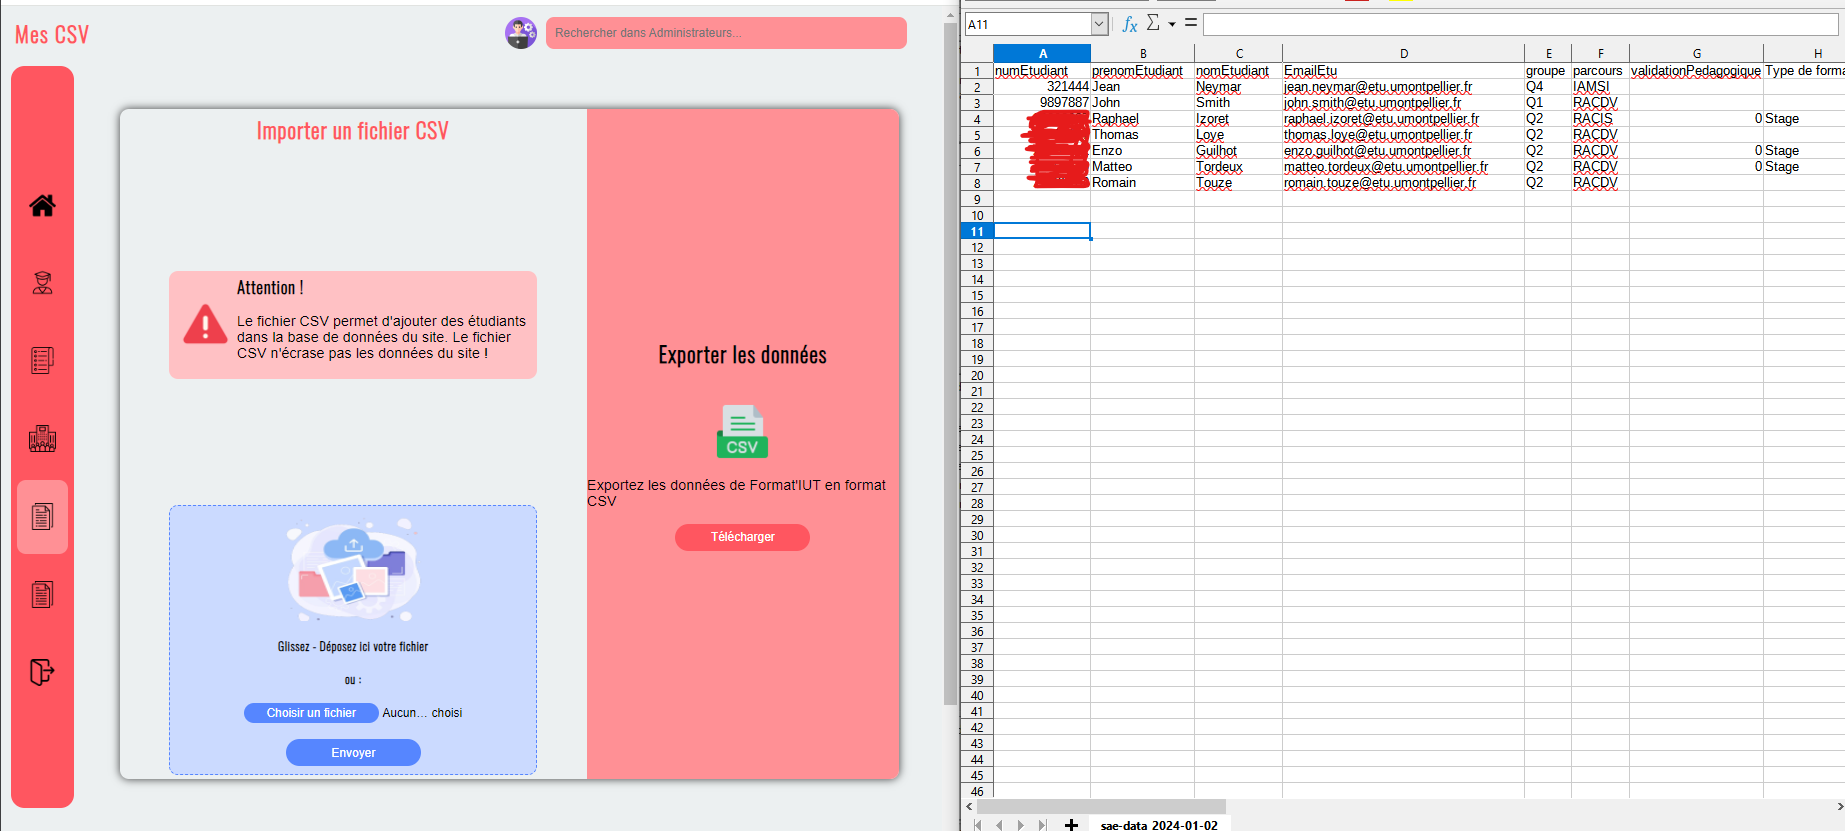 Mes CSV
Rechercher dans Administrateurs...
Importer un fichier CSV
Attention !
Le fichier CSV permet d'ajouter des étudiants
dans la base de données du site. Le fichier
CSV n'écrase pas les données du site !
Glissez - Déposez ici votre fichier
ou :
Choisir un fichier Aucun... choisi
Envoyer
Exporter les données
CSV
Exportez les données de Format'IUT en format
CSV
Télécharger
A11 fx Σ =
A B C D E F G H
1 numEtudiant prenomEtudiant nomEtudiant EmailEtu groupe parcours validationPedagogique Type de forma
2 321444 Jean Neymar jean.neymar@etu.umontpellier.fr Q4 IAMSI
3 9897887 John Smith john.smith@etu.umontpellier.fr Q1 RACDV
4 Raphael Izoret raphael.izoret@etu.umontpellier.fr Q2 RACIS 0 Stage
5 Thomas Loye thomas.loye@etu.umontpellier.fr Q2 RACDV
6 Enzo Guilhot enzo.guilhot@etu.umontpellier.fr Q2 RACDV 0 Stage
7 Matteo Tordeux matteo.tordeux@etu.umontpellier.fr Q2 RACDV 0 Stage
8 Romain Touze romain.touze@etu.umontpellier.fr Q2 RACDV
9
10
11
12
13
14
15
16
17
18
19
20
21
22
23
24
25
26
27
28
29
30
31
32
33
34
35
36
37
38
39
40
41
42
43
44
45
46
sae-data 2024-01-02